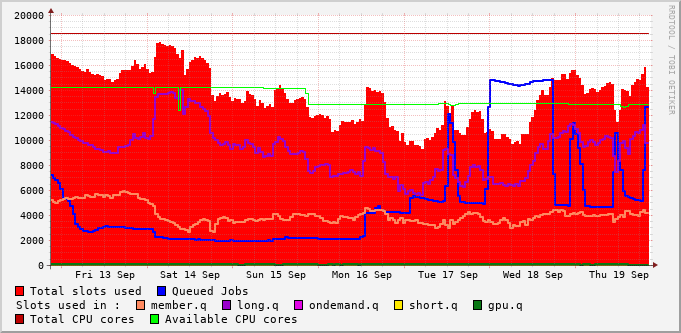 RRDTOOL / TOBI OETIKER
20000
18000
16000
14000
12000
10000
8000
6000
4000
2000
0
Fri 13 Sep Sat 14 Sep Sun 15 Sep Mon 16 Sep Tue 17 Sep Wed 18 Sep Thu 19 Sep
Total slots used Queued Jobs
Slots used in : member.q long.q ondemand.q short.q gpu.q
Total CPU cores Available CPU cores